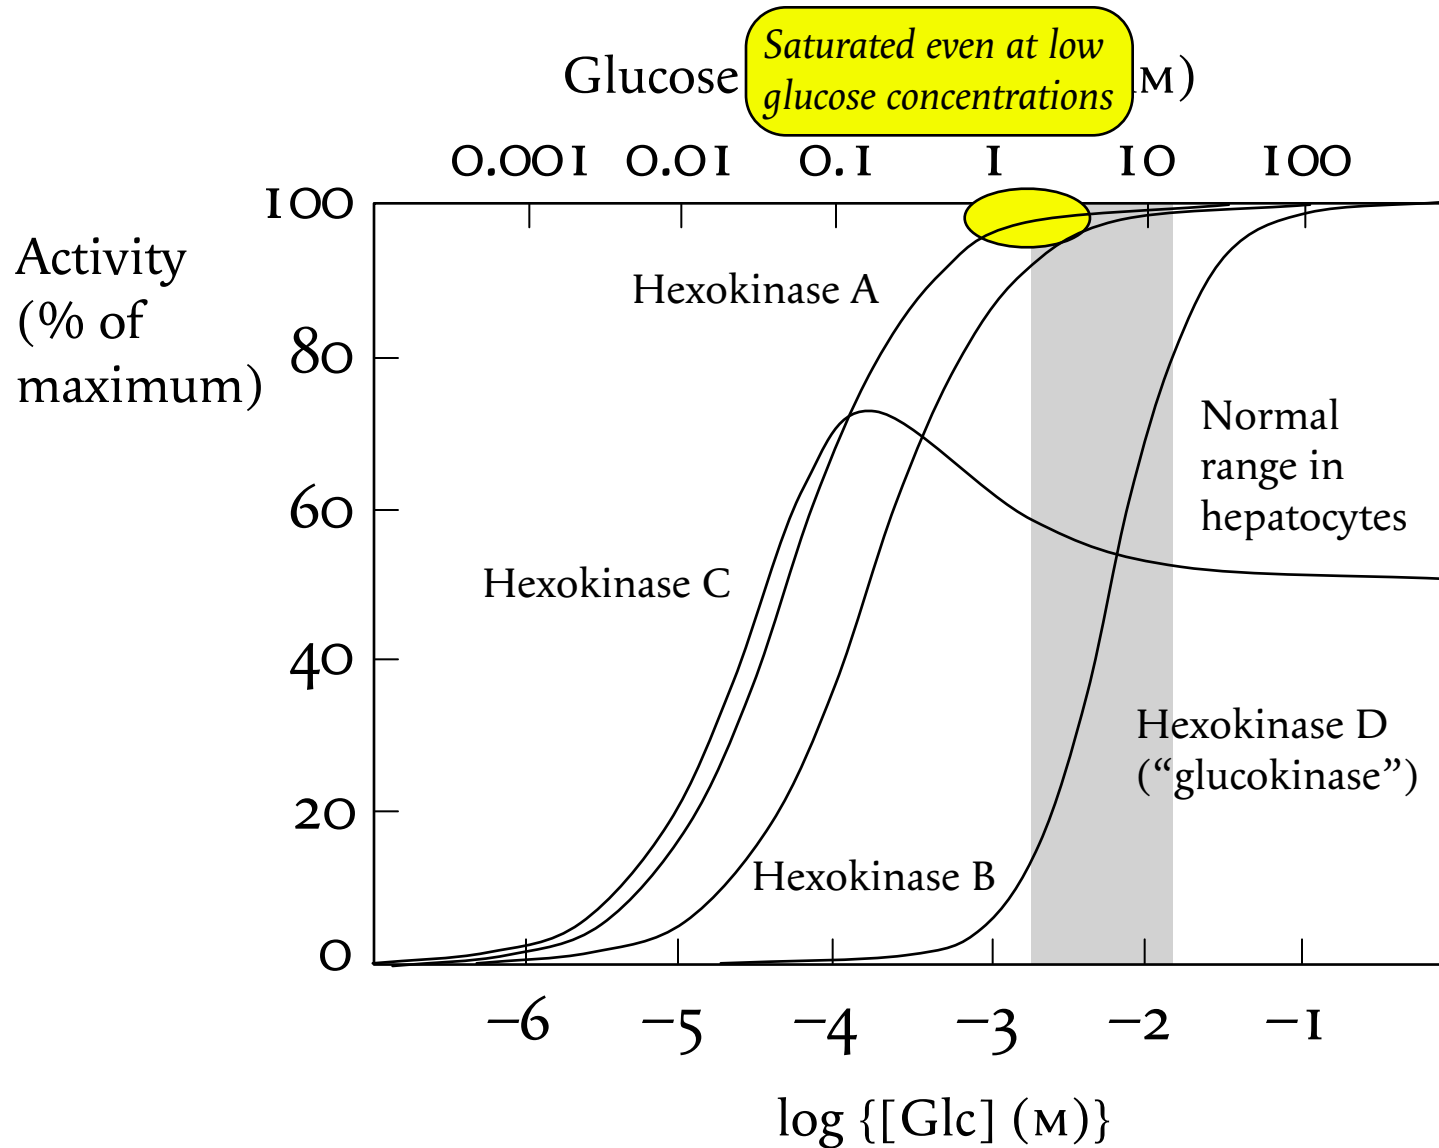 Saturated even at low
glucose concentrations
Glucose
M)
0.001 0.01 0.1 1 10 100
100
Activity
(% of
maximum)
Hexokinase A
80
Normal
range in
hepatocytes
60
Hexokinase C
40
Hexokinase D
(“glucokinase”)
20
Hexokinase B
0
−6 −5 −4 −3 −2 −1
log {[Glc] (M)}